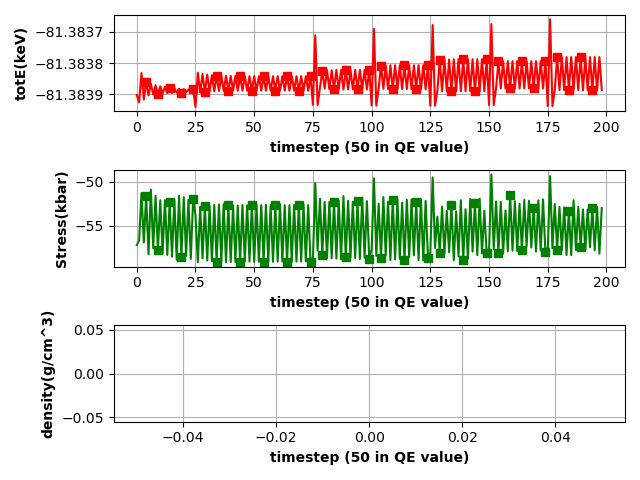 totE(keV)
−81.3837
−81.3838
−81.3839
0 25 50 75 100 125 150 175 200
timestep (50 in QE value)
Stress(kbar)
−50
−55
0 25 50 75 100 125 150 175 200
timestep (50 in QE value)
density(g/cm^3)
0.05
0.00
−0.05
−0.04 −0.02 0.00 0.02 0.04
timestep (50 in QE value)